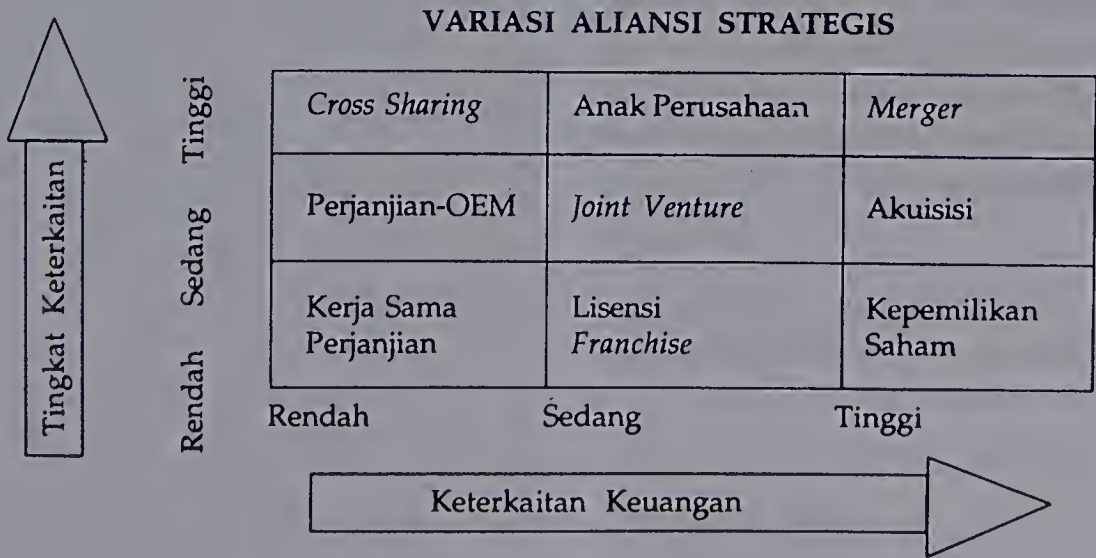 VARIASI ALIANSI STRATEGIS
Tingkat Keterkaitan
Tinggi
Sedang
Rendah
Cross Sharing
Anak Perusahaan
Merger
Perjanjian-OEM
Joint Venture
Akuisisi
Kerja Sama
Perjanjian
Lisensi
Franchise
Kepemilikan
Saham
Rendah
Sedang
Tinggi
Keterkaitan Keuangan